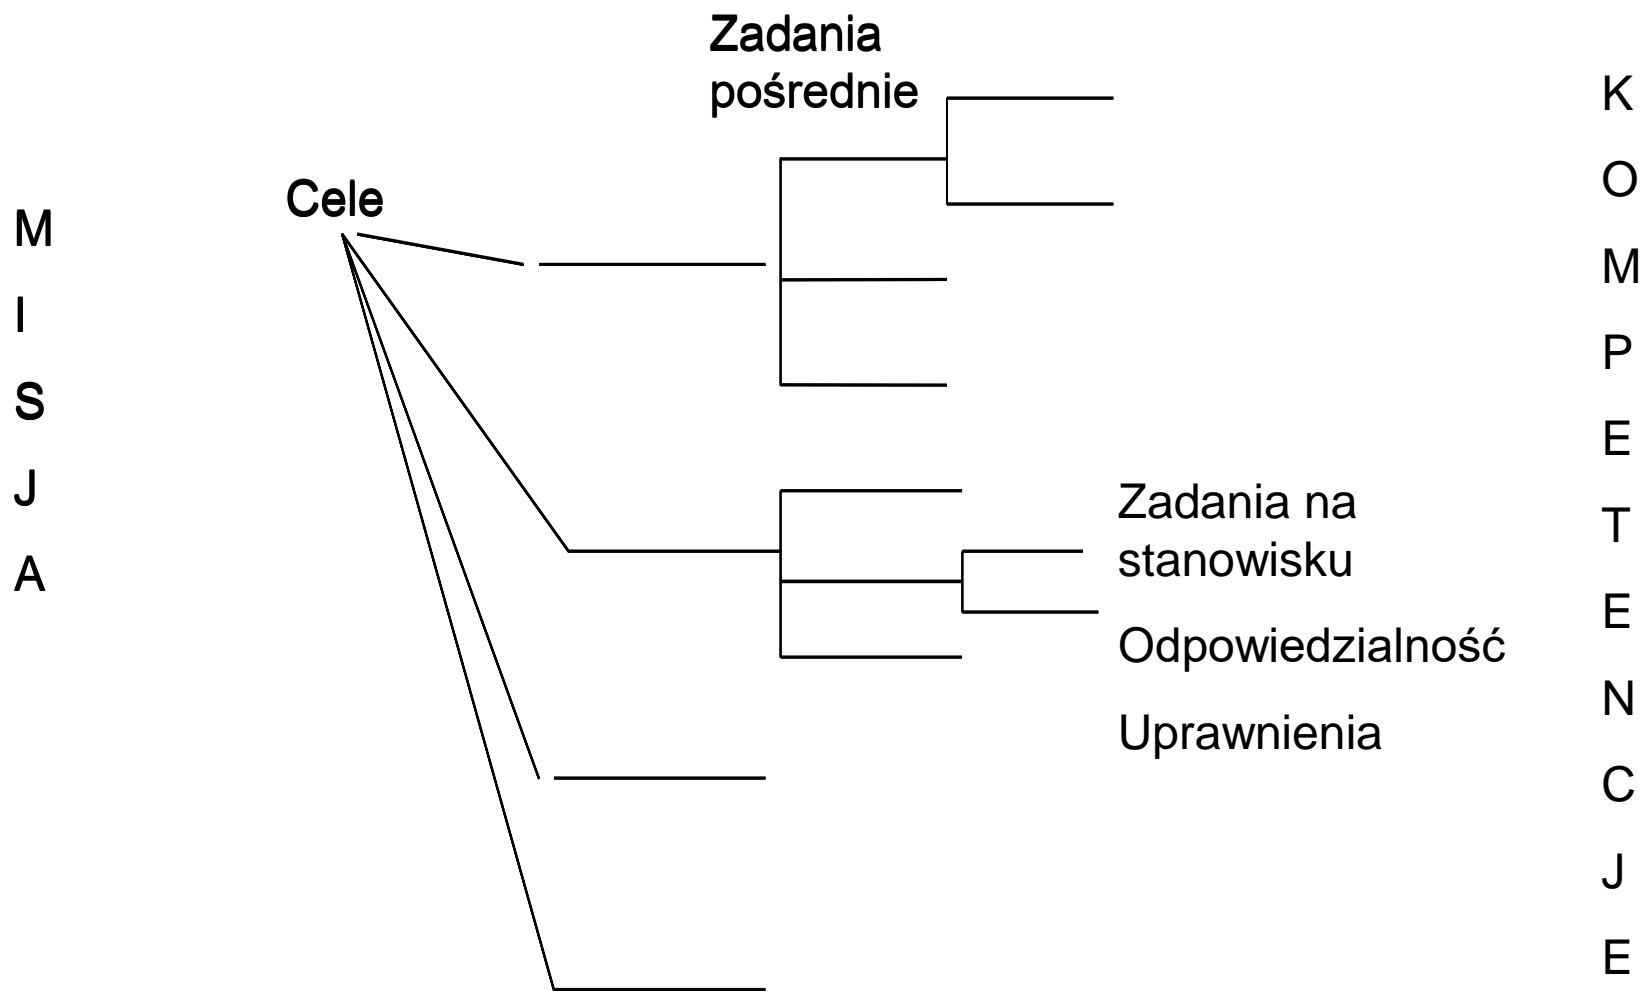 M
I
S
J
A
Cele
Zadania
pośrednie
Zadania na
stanowisku
Odpowiedzialność
Uprawnienia
K
O
M
P
E
T
E
N
C
J
E